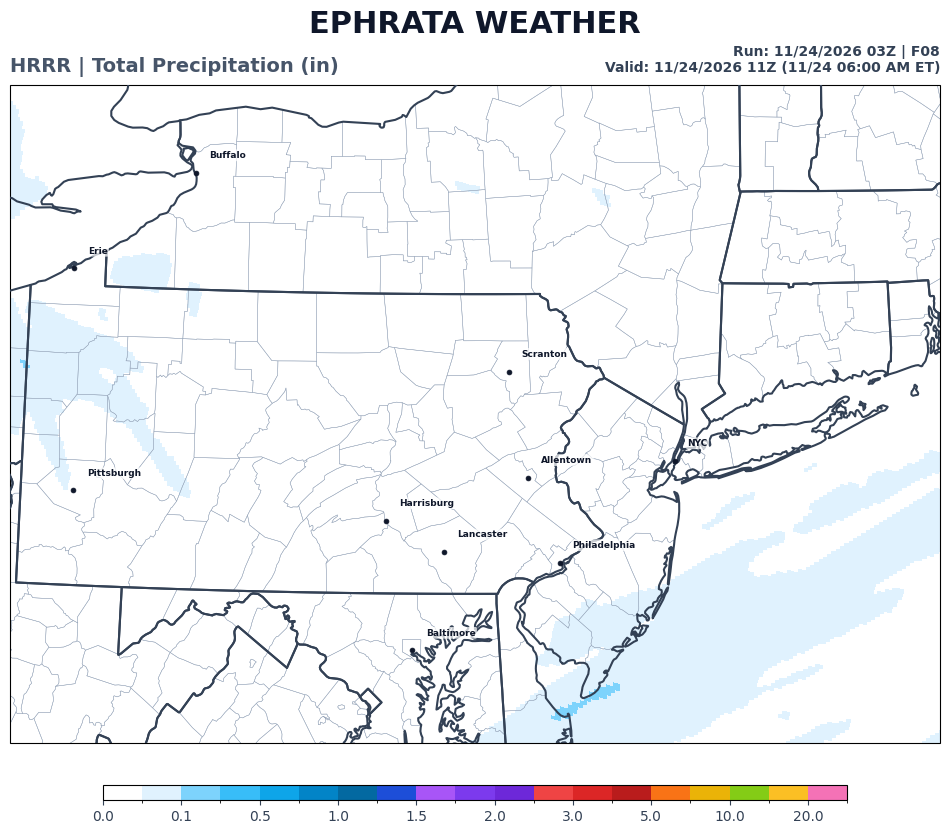 EPHRATA WEATHER
HRRR | Total Precipitation (in)
Run: 11/24/2026 03Z | F08
Valid: 11/24/2026 11Z (11/24 06:00 AM ET)
Buffalo
Erie
Scranton
NYC
Allentown
Pittsburgh
Harrisburg
Lancaster
Philadelphia
Baltimore
0.0 0.1 0.5 1.0 1.5 2.0 3.0 5.0 10.0 20.0